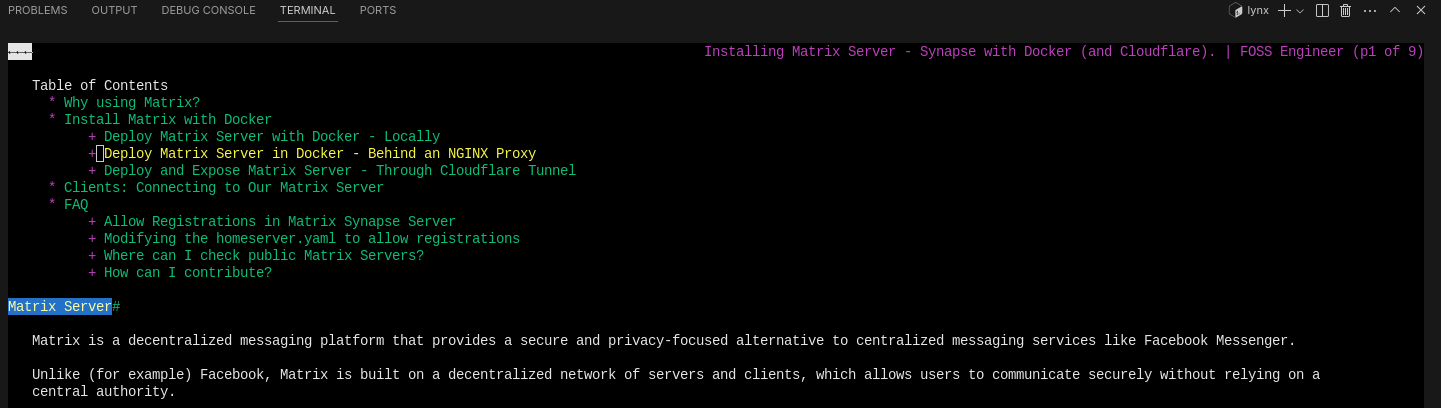 PROBLEMS OUTPUT DEBUG CONSOLE TERMINAL PORTS lynx
Installing Matrix Server - Synapse with Docker (and Cloudflare). | FOSS Engineer (p1 of 9)
Table of Contents
* Why using Matrix?
* Install Matrix with Docker
+ Deploy Matrix Server with Docker - Locally
+ Deploy Matrix Server in Docker - Behind an NGINX Proxy
+ Deploy and Expose Matrix Server - Through Cloudflare Tunnel
* Clients: Connecting to Our Matrix Server
* FAQ
+ Allow Registrations in Matrix Synapse Server
+ Modifying the homeserver.yaml to allow registrations
+ Where can I check public Matrix Servers?
+ How can I contribute?
Matrix Server#
Matrix is a decentralized messaging platform that provides a secure and privacy-focused alternative to centralized messaging services like Facebook Messenger.
Unlike (for example) Facebook, Matrix is built on a decentralized network of servers and clients, which allows users to communicate securely without relying on a
central authority.